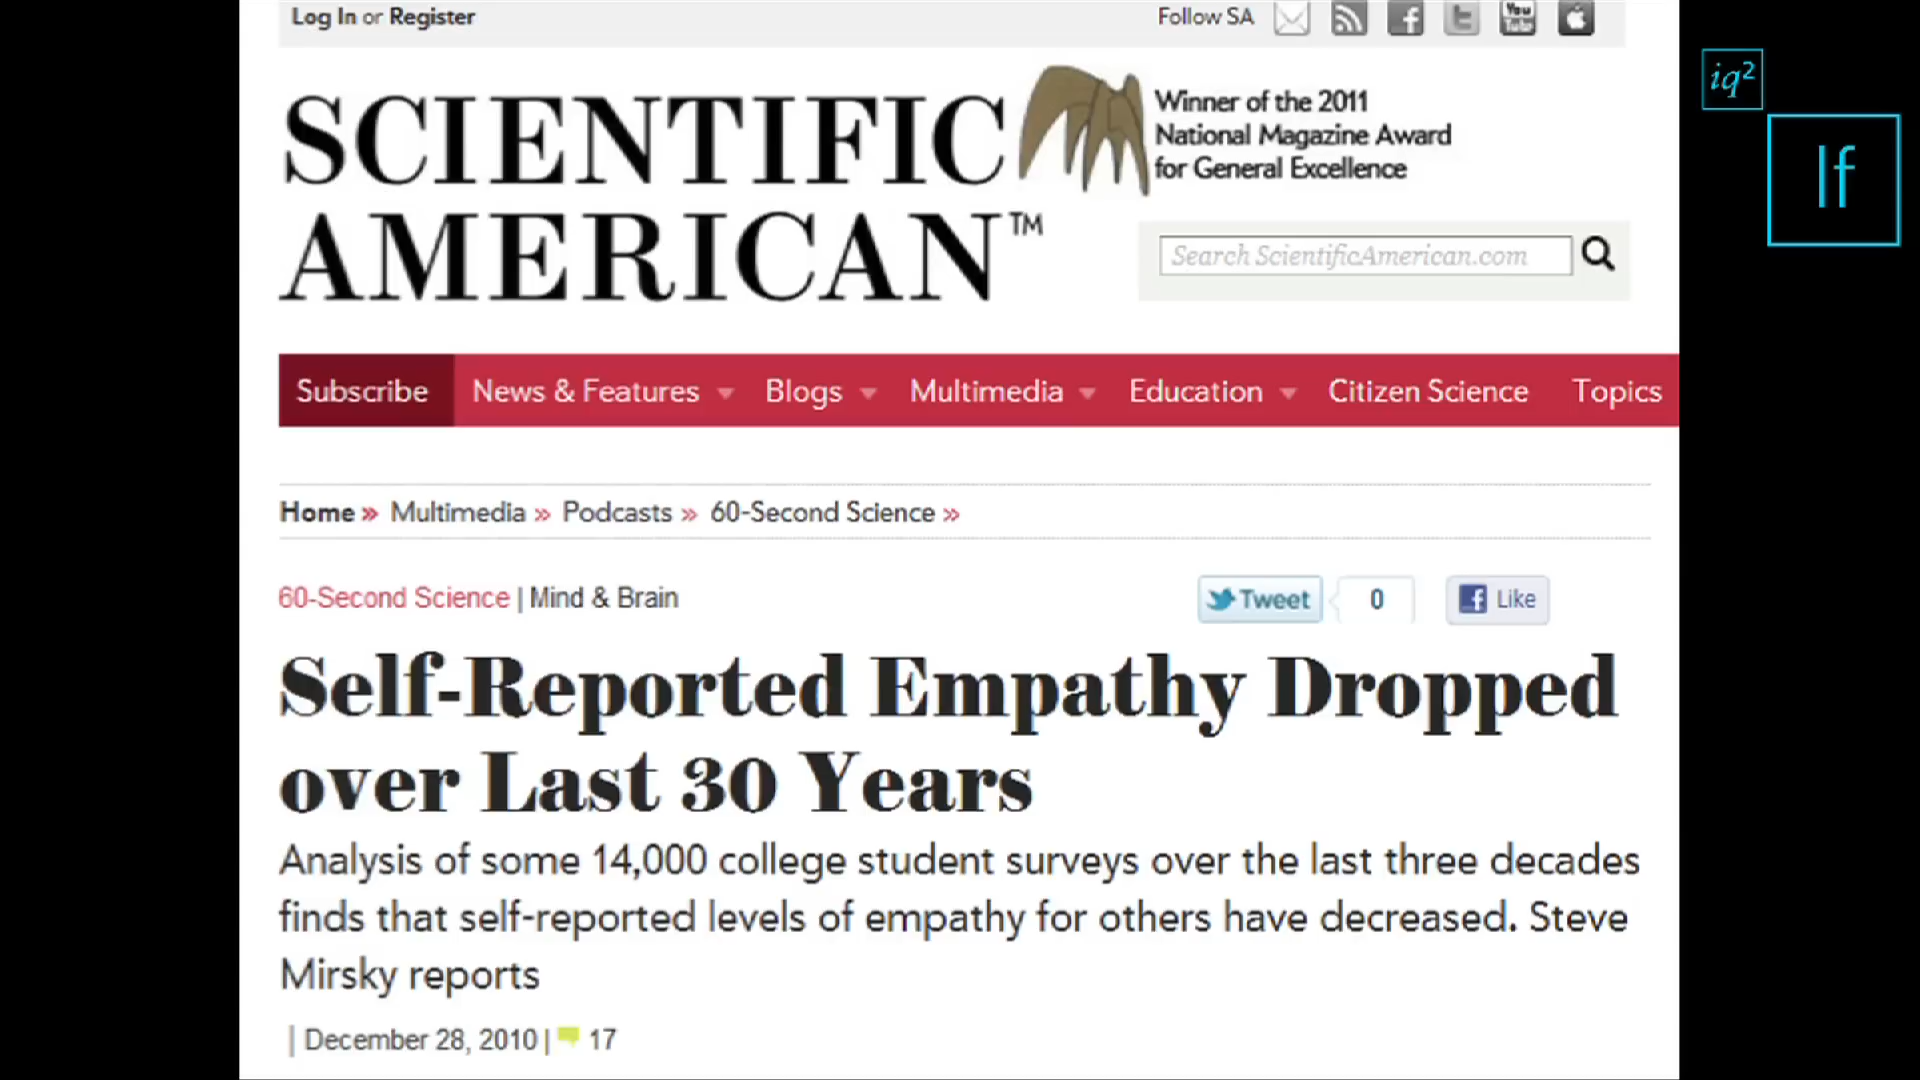 Log In or Register
Follow SA
You
Tube
iq²
If
SCIENTIFIC
AMERICAN™
Winner of the 2011
National Magazine Award
for General Excellence
Search ScientificAmerican.com
Subscribe News & Features Blogs Multimedia Education Citizen Science Topics
Home » Multimedia » Podcasts » 60-Second Science »
60-Second Science | Mind & Brain
Tweet 0 Like
Self-Reported Empathy Dropped
over Last 30 Years
Analysis of some 14,000 college student surveys over the last three decades
finds that self-reported levels of empathy for others have decreased. Steve
Mirsky reports
| December 28, 2010 | 17